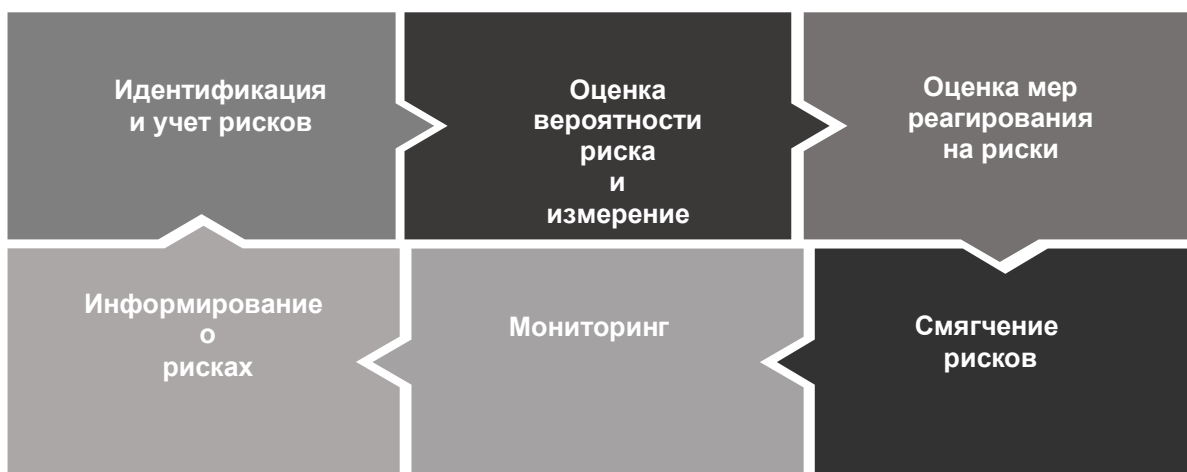 Идентификация
и учет рисков
Оценка
вероятности
риска
и
измерение
Оценка мер
реагирования
на риски
Информирование
о
рисках
Мониторинг
Смягчение
рисков